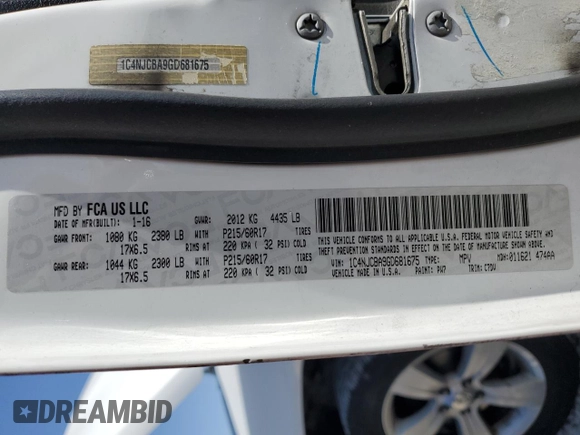 1C4NJCBA9GD681675
MFD BY FCA US LLC
DATE OF MFR(BUILT): 1-16 GVWR: 2012 KG 4435 LB
GAWR FRONT: 1080 KG 2380 LB WITH P215/60R17 TIRES
17X6.5 RIMS AT 220 KPA ( 32 PSI) COLD
GAWR REAR: 1044 KG 2300 LB WITH P215/60R17 TIRES
17X6.5 RIMS AT 220 KPA ( 32 PSI) COLD
THIS VEHICLE CONFORMS TO ALL APPLICABLE U.S.A. FEDERAL MOTOR VEHICLE SAFETY AND
THEFT PREVENTION STANDARDS IN EFFECT ON THE DATE OF MANUFACTURE SHOWN ABOVE.
VIN: 1C4NJCBA9GD681675 TYPE: MPV MDH: 011621 474AA
VEHICLE MADE IN U.S.A. PAINT: PW7 TRIM: C7DV
DREAMBID